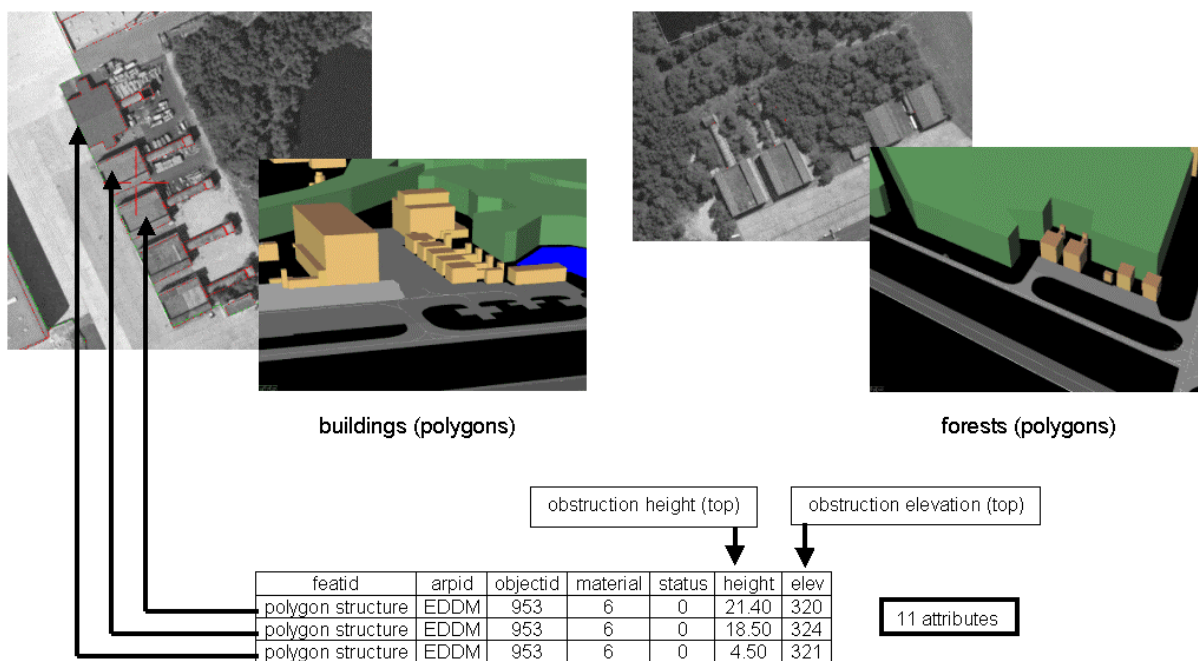 buildings (polygons)
forests (polygons)
obstruction height (top)
obstruction elevation (top)
featid arpid objectid material status height elev
polygon structure EDDM 953 6 0 21.40 320
polygon structure EDDM 953 6 0 18.50 324
polygon structure EDDM 953 6 0 4.50 321
11 attributes